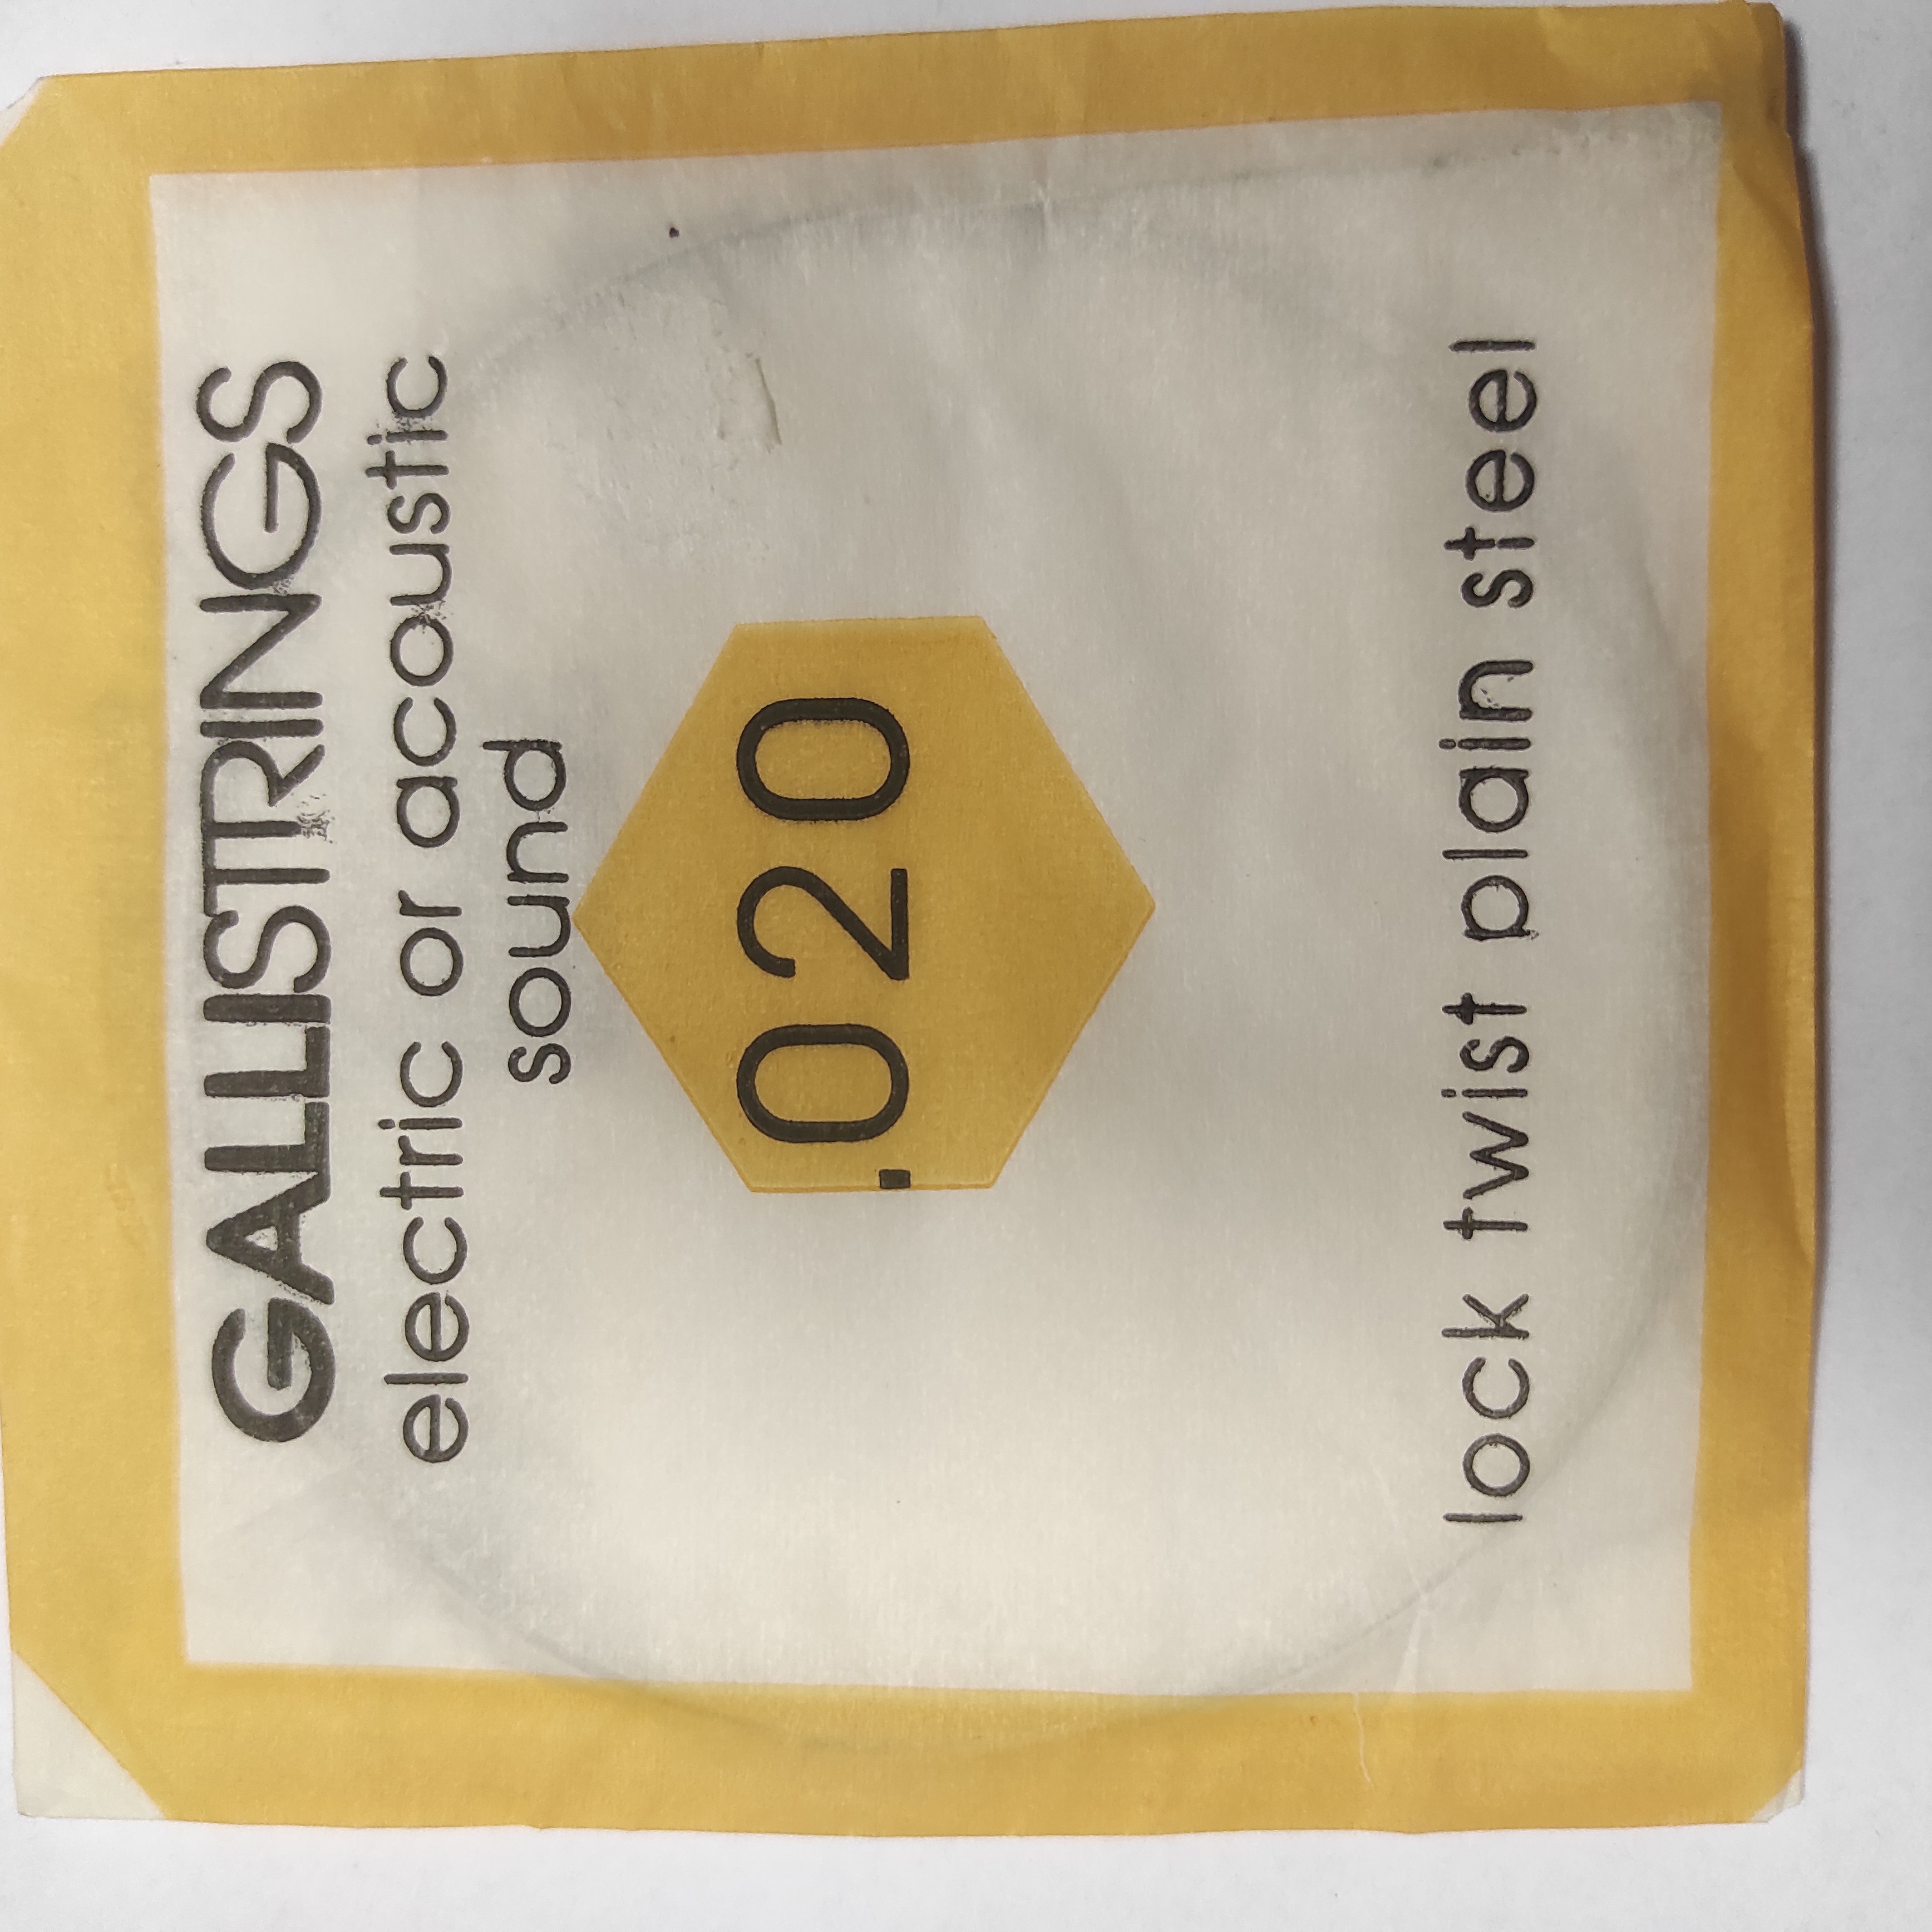 GALLISTRINGS
electric or acoustic
sound
.020
lock twist plain steel